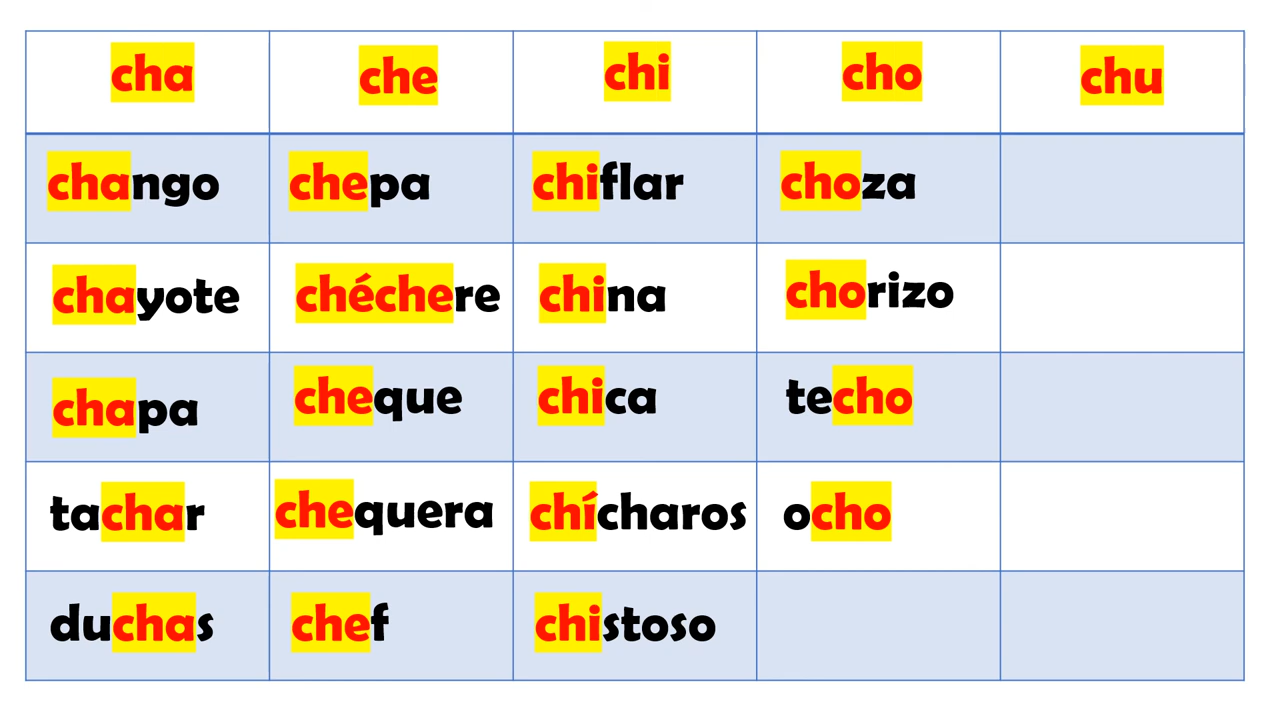 cha che chi cho chu
chango chepa chiflar choza
chayote chéchere china chorizo
chapa cheque chica techo
tachar chequera chícharos ocho
duchas chef chistoso